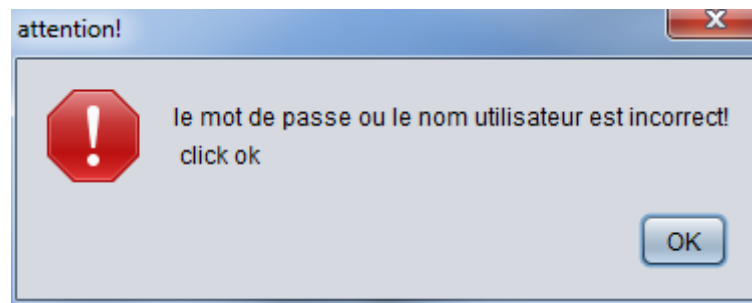 attention!
le mot de passe ou le nom utilisateur est incorrect!
click ok
OK